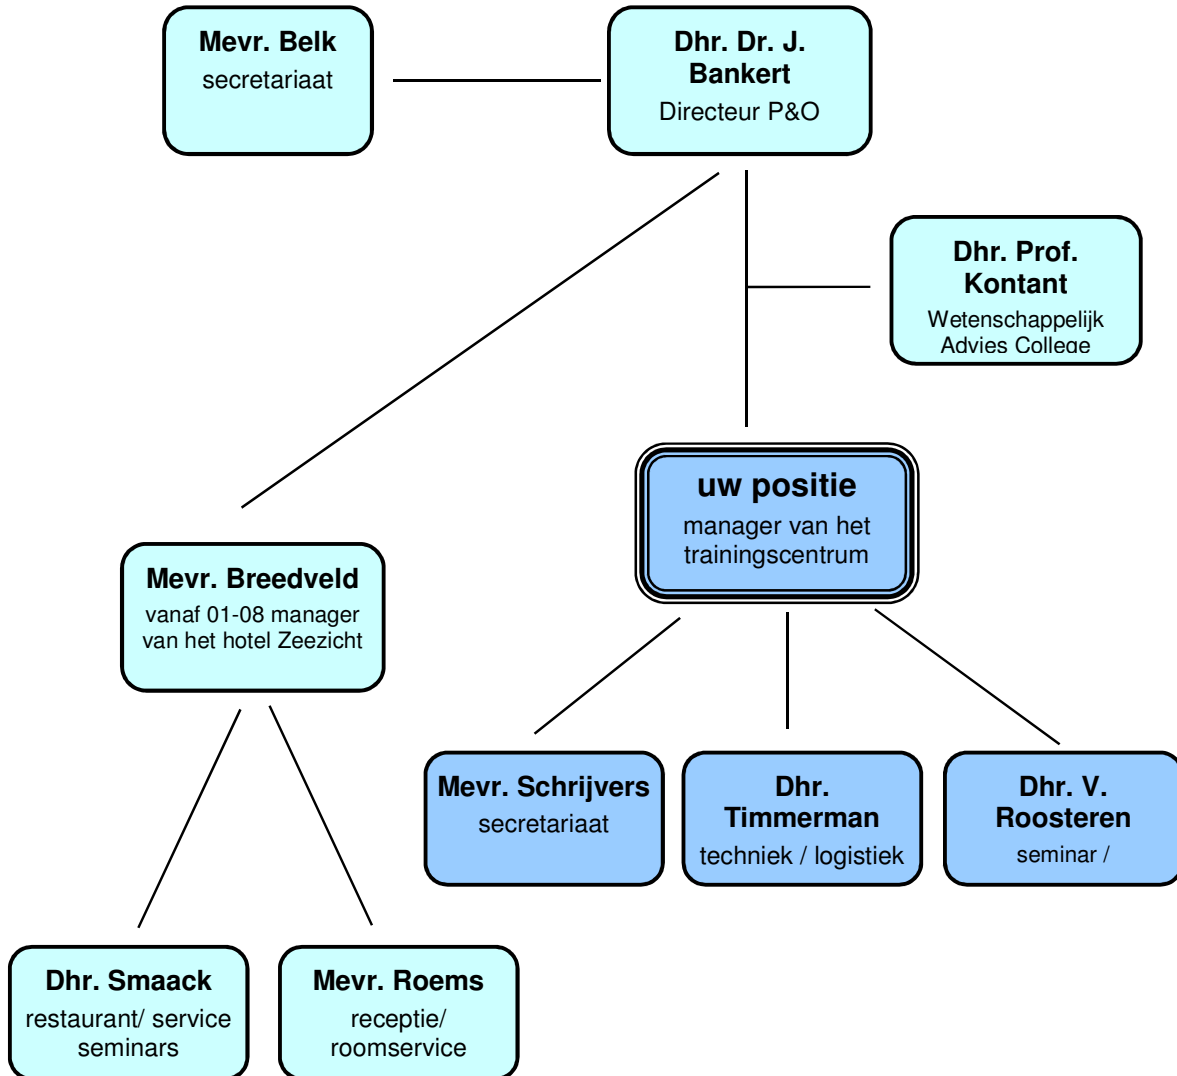 Mevr. Belk
secretariaat
Dhr. Dr. J.
Bankert
Directeur P&O
Dhr. Prof.
Kontant
Wetenschappelijk
Advies College
uw positie
manager van het
trainingscentrum
Mevr. Breedveld
vanaf 01-08 manager
van het hotel Zeezicht
Mevr. Schrijvers
secretariaat
Dhr.
Timmerman
techniek / logistiek
Dhr. V.
Roosteren
seminar /
Dhr. Smaack
restaurant/ service
seminars
Mevr. Roems
receptie/
roomservice